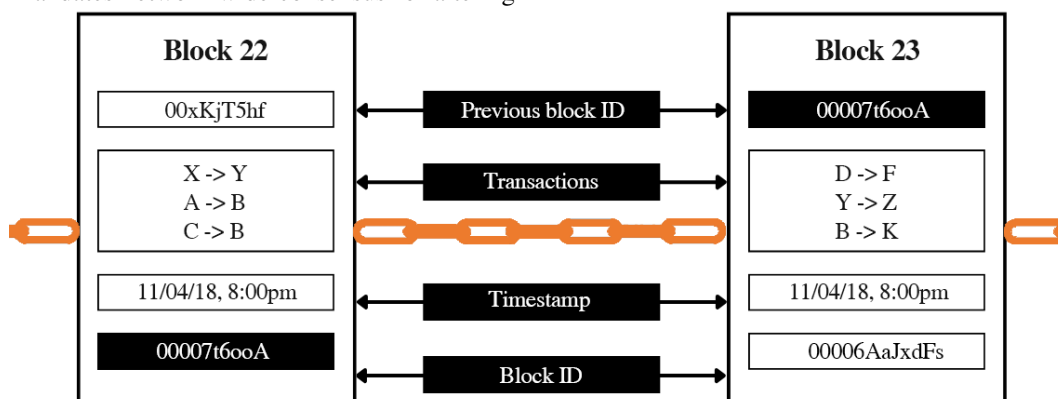 Block 22
00xKjT5hf
X -> Y
A -> B
C -> B
11/04/18, 8:00pm
00007t6ooA
Previous block ID
Transactions
Timestamp
Block ID
Block 23
00007t6ooA
D -> F
Y -> Z
B -> K
11/04/18, 8:00pm
00006AaJxdFs